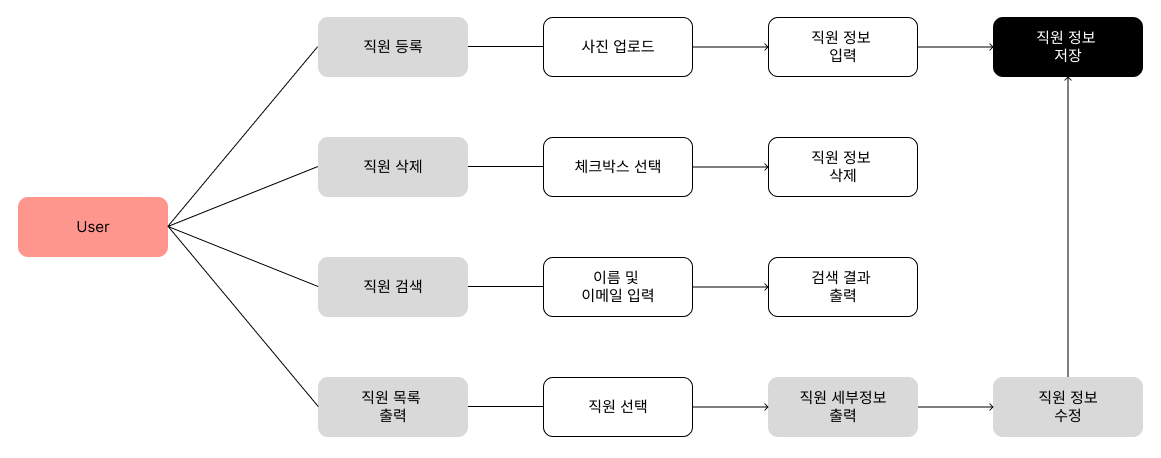 직원 등록
사진 업로드
직원 정보
입력
직원 정보
저장
직원 삭제
체크박스 선택
직원 정보
삭제
User
직원 검색
이름 및
이메일 입력
검색 결과
출력
직원 목록
출력
직원 선택
직원 세부정보
출력
직원 정보
수정